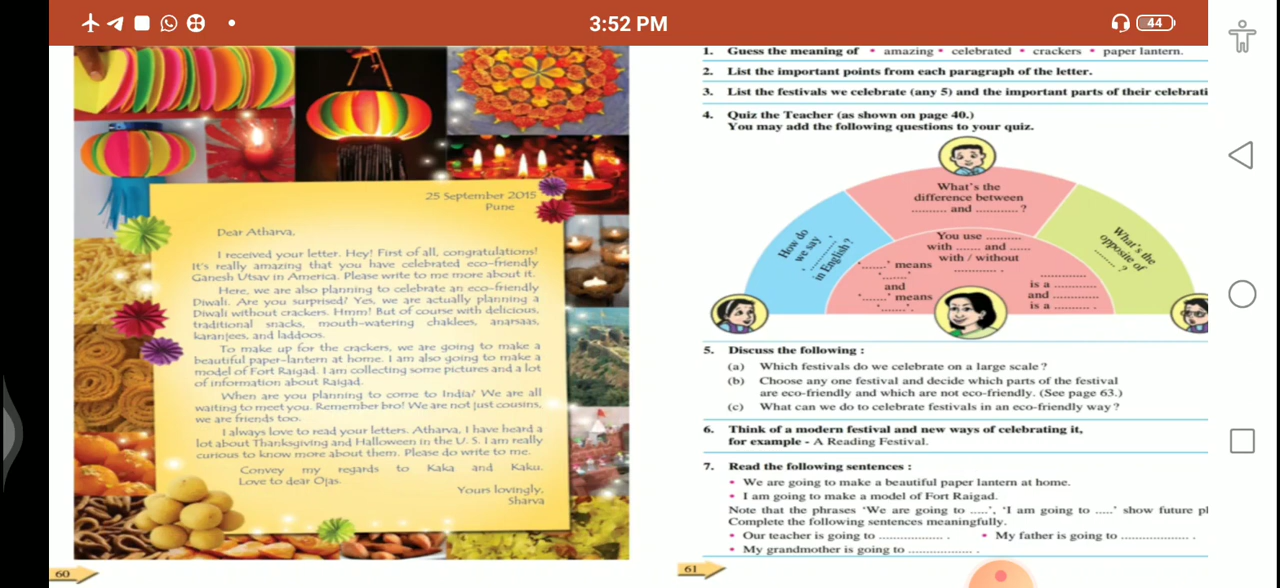 3:52 PM
44
25 September 2015
Pune
Dear Atharva,
I received your letter. Hey! First of all, congratulations!
It's really amazing that you have celebrated eco-friendly
Ganesh Utsav in America. Please write to me more about it.
Here, we are also planning to celebrate an eco-friendly
Diwali. Are you surprised? Yes, we are actually planning a
Diwali without crackers. Hmm! But of course with delicious,
traditional snacks, mouth-watering chaklees, anarsaas,
karanjees, and laddoos.
To make up for the crackers, we are going to make a
beautiful paper-lantern at home. I am also going to make a
model of Fort Raigad. I am collecting some pictures and a lot
of information about Raigad.
When are you planning to come to India? We are all
waiting to meet you. Remember bro! We are not just cousins,
we are friends too.
I always love to read your letters. Atharva, I have heard a
lot about Thanksgiving and Halloween in the U. S. I am really
curious to know more about them. Please do write to me.
Convey my regards to Kaka and Kaku.
Love to dear Ojas.
Yours lovingly,
Sharva
60
1. Guess the meaning of • amazing • celebrated • crackers • paper lantern.
2. List the important points from each paragraph of the letter.
3. List the festivals we celebrate (any 5) and the important parts of their celebrati
4. Quiz the Teacher (as shown on page 40.)
You may add the following questions to your quiz.
How do
we say
' .......... '
in English?
What's the
difference between
.......... and ............ ?
What's the
opposite of
........ ?
You use ..........
with ....... and ......
with / without
............ .
'.......' means
'.......'
and
'.......' means
'.......' .
.............
is a ............
and .............
is a ........... .
5. Discuss the following :
(a) Which festivals do we celebrate on a large scale ?
(b) Choose any one festival and decide which parts of the festival
are eco-friendly and which are not eco-friendly. (See page 63.)
(c) What can we do to celebrate festivals in an eco-friendly way ?
6. Think of a modern festival and new ways of celebrating it,
for example - A Reading Festival.
7. Read the following sentences :
• We are going to make a beautiful paper lantern at home.
• I am going to make a model of Fort Raigad.
Note that the phrases 'We are going to .....', 'I am going to .....' show future pl
Complete the following sentences meaningfully.
• Our teacher is going to .................. . • My father is going to ................... .
• My grandmother is going to .................. .
61